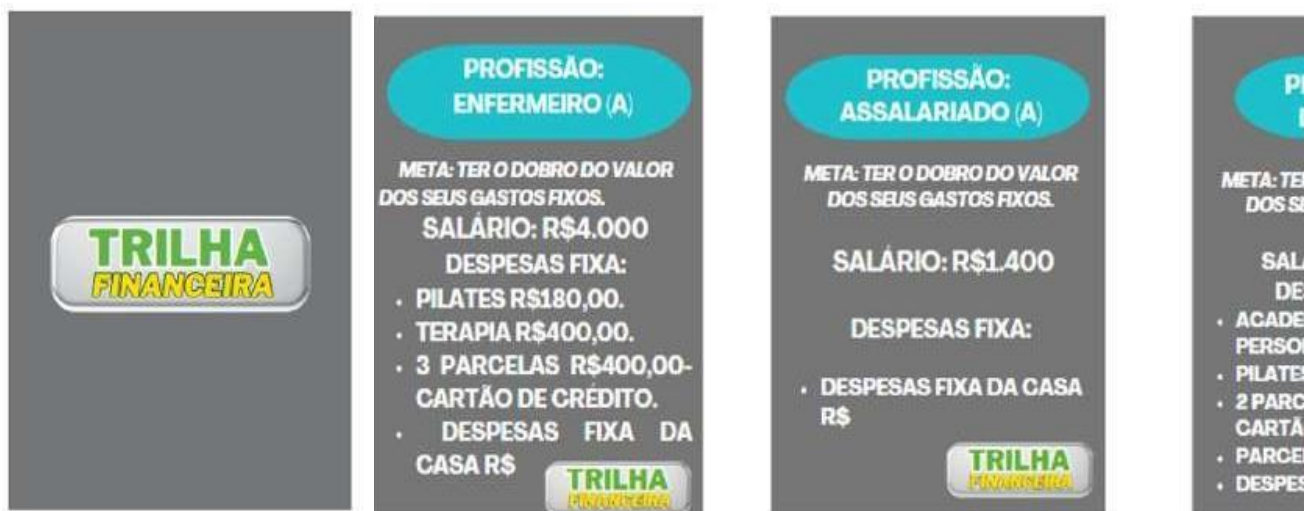 TRILHA
FINANCEIRA
PROFISSÃO:
ENFERMEIRO (A)
META: TER O DOBRO DO VALOR
DOS SEUS GASTOS FIXOS.
SALÁRIO: R$4.000
DESPESAS FIXA:
• PILATES R$180,00.
• TERAPIA R$400,00.
• 3 PARCELAS R$400,00-
CARTÃO DE CRÉDITO.
• DESPESAS FIXA DA
CASA R$
TRILHA
FINANCEIRA
PROFISSÃO:
ASSALARIADO (A)
META: TER O DOBRO DO VALOR
DOS SEUS GASTOS FIXOS.
SALÁRIO: R$1.400
DESPESAS FIXA:
• DESPESAS FIXA DA CASA
R$
TRILHA
FINANCEIRA
META:
DOS
• PILATES